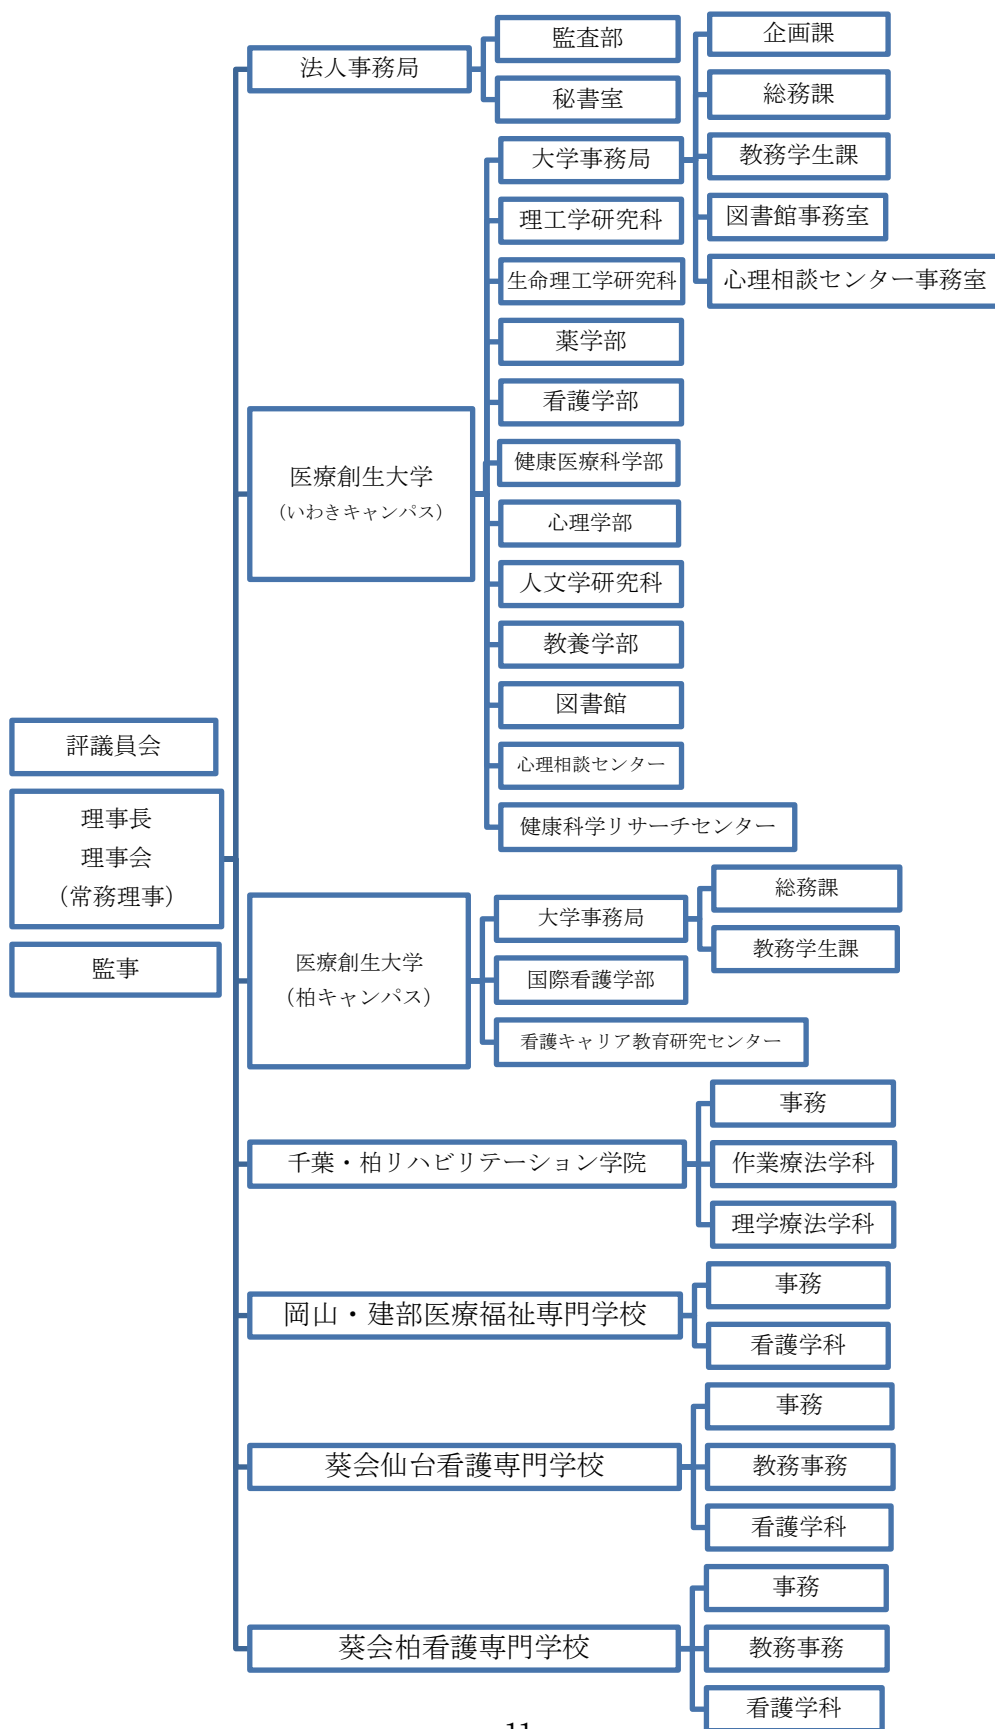 評議員会
理事長
理事会
（常務理事）
監事
法人事務局
監査部
秘書室
医療創生大学
（いわきキャンパス）
大学事務局
企画課
総務課
教務学生課
図書館事務室
心理相談センター事務室
理工学研究科
生命理工学研究科
薬学部
看護学部
健康医療科学部
心理学部
人文学研究科
教養学部
図書館
心理相談センター
健康科学リサーチセンター
医療創生大学
（柏キャンパス）
大学事務局
総務課
教務学生課
国際看護学部
看護キャリア教育研究センター
千葉・柏リハビリテーション学院
事務
作業療法学科
理学療法学科
岡山・建部医療福祉専門学校
事務
看護学科
葵会仙台看護専門学校
事務
教務事務
看護学科
葵会柏看護専門学校
事務
教務事務
看護学科
11